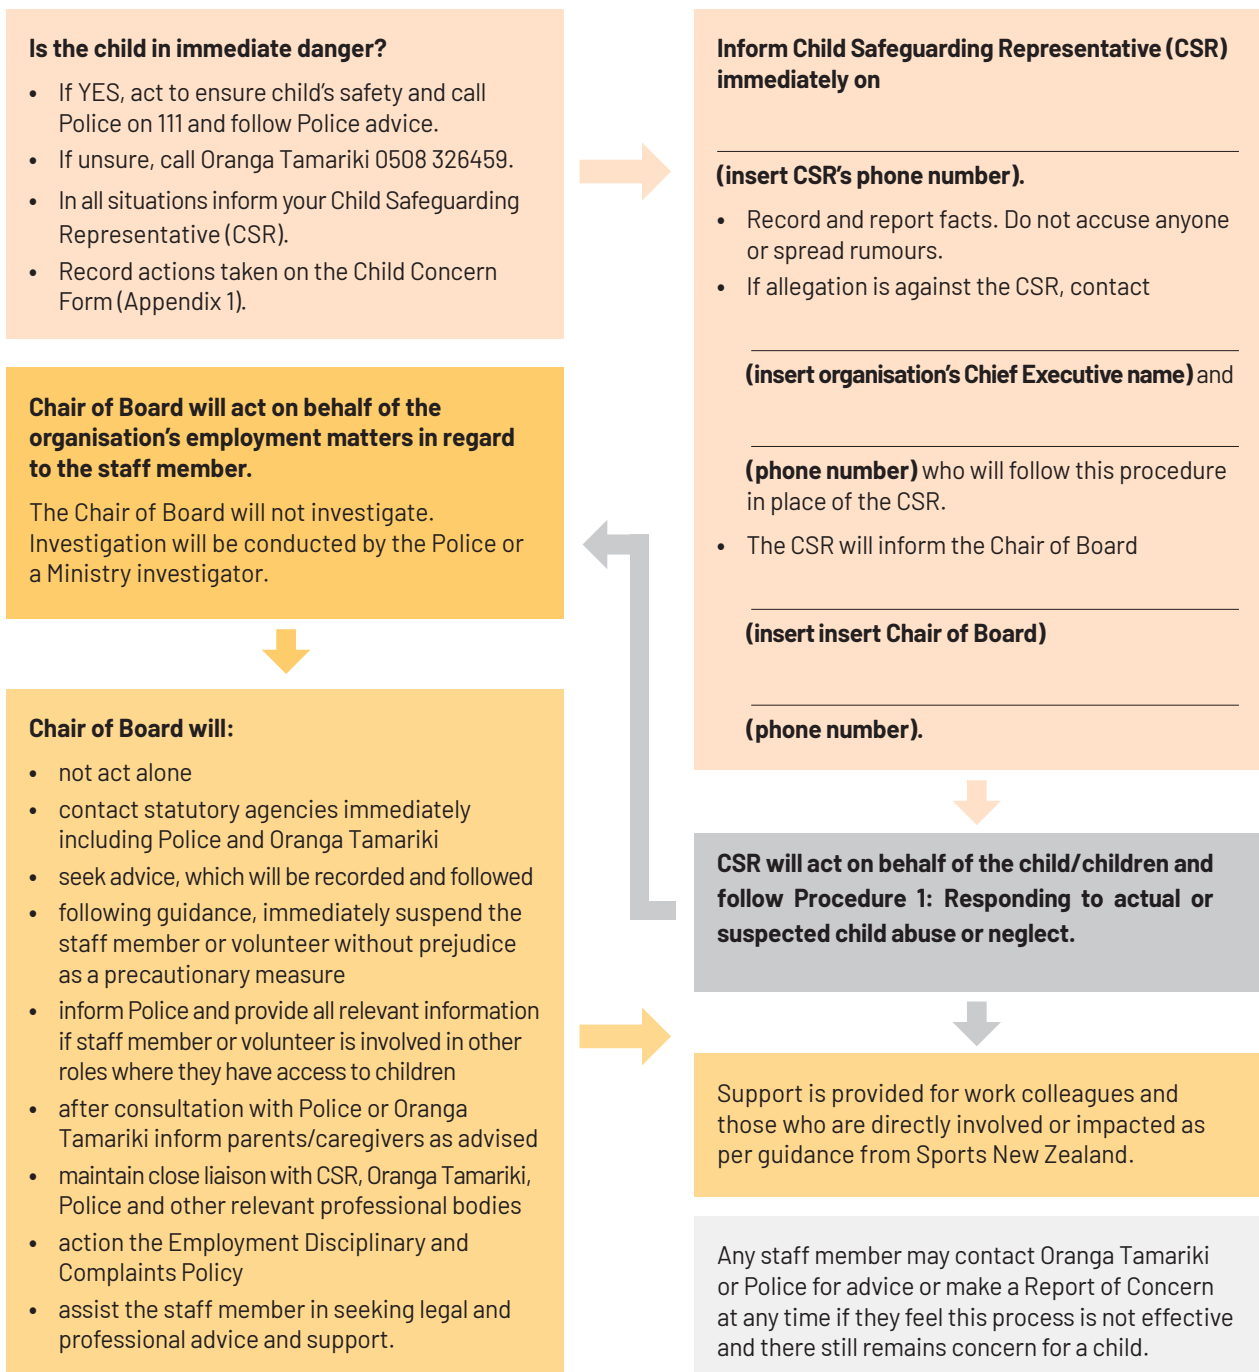 Is the child in immediate danger?
• If YES, act to ensure child's safety and call
Police on 111 and follow Police advice.
• If unsure, call Oranga Tamariki 0508 326459.
• In all situations inform your Child Safeguarding
Representative (CSR).
• Record actions taken on the Child Concern
Form (Appendix 1).
Inform Child Safeguarding Representative (CSR)
immediately on
(insert CSR's phone number).
• Record and report facts. Do not accuse anyone
or spread rumours.
• If allegation is against the CSR, contact
(insert organisation's Chief Executive name) and
(phone number) who will follow this procedure
in place of the CSR.
• The CSR will inform the Chair of Board
(insert insert Chair of Board)
(phone number).
CSR will act on behalf of the child/children and
follow Procedure 1: Responding to actual or
suspected child abuse or neglect.
Chair of Board will act on behalf of the
organisation's employment matters in regard
to the staff member.
The Chair of Board will not investigate.
Investigation will be conducted by the Police or
a Ministry investigator.
Chair of Board will:
• not act alone
• contact statutory agencies immediately
including Police and Oranga Tamariki
• seek advice, which will be recorded and followed
• following guidance, immediately suspend the
staff member or volunteer without prejudice
as a precautionary measure
• inform Police and provide all relevant information
if staff member or volunteer is involved in other
roles where they have access to children
• after consultation with Police or Oranga
Tamariki inform parents/caregivers as advised
• maintain close liaison with CSR, Oranga Tamariki,
Police and other relevant professional bodies
• action the Employment Disciplinary and
Complaints Policy
• assist the staff member in seeking legal and
professional advice and support.
Support is provided for work colleagues and
those who are directly involved or impacted as
per guidance from Sports New Zealand.
Any staff member may contact Oranga Tamariki
or Police for advice or make a Report of Concern
at any time if they feel this process is not effective
and there still remains concern for a child.